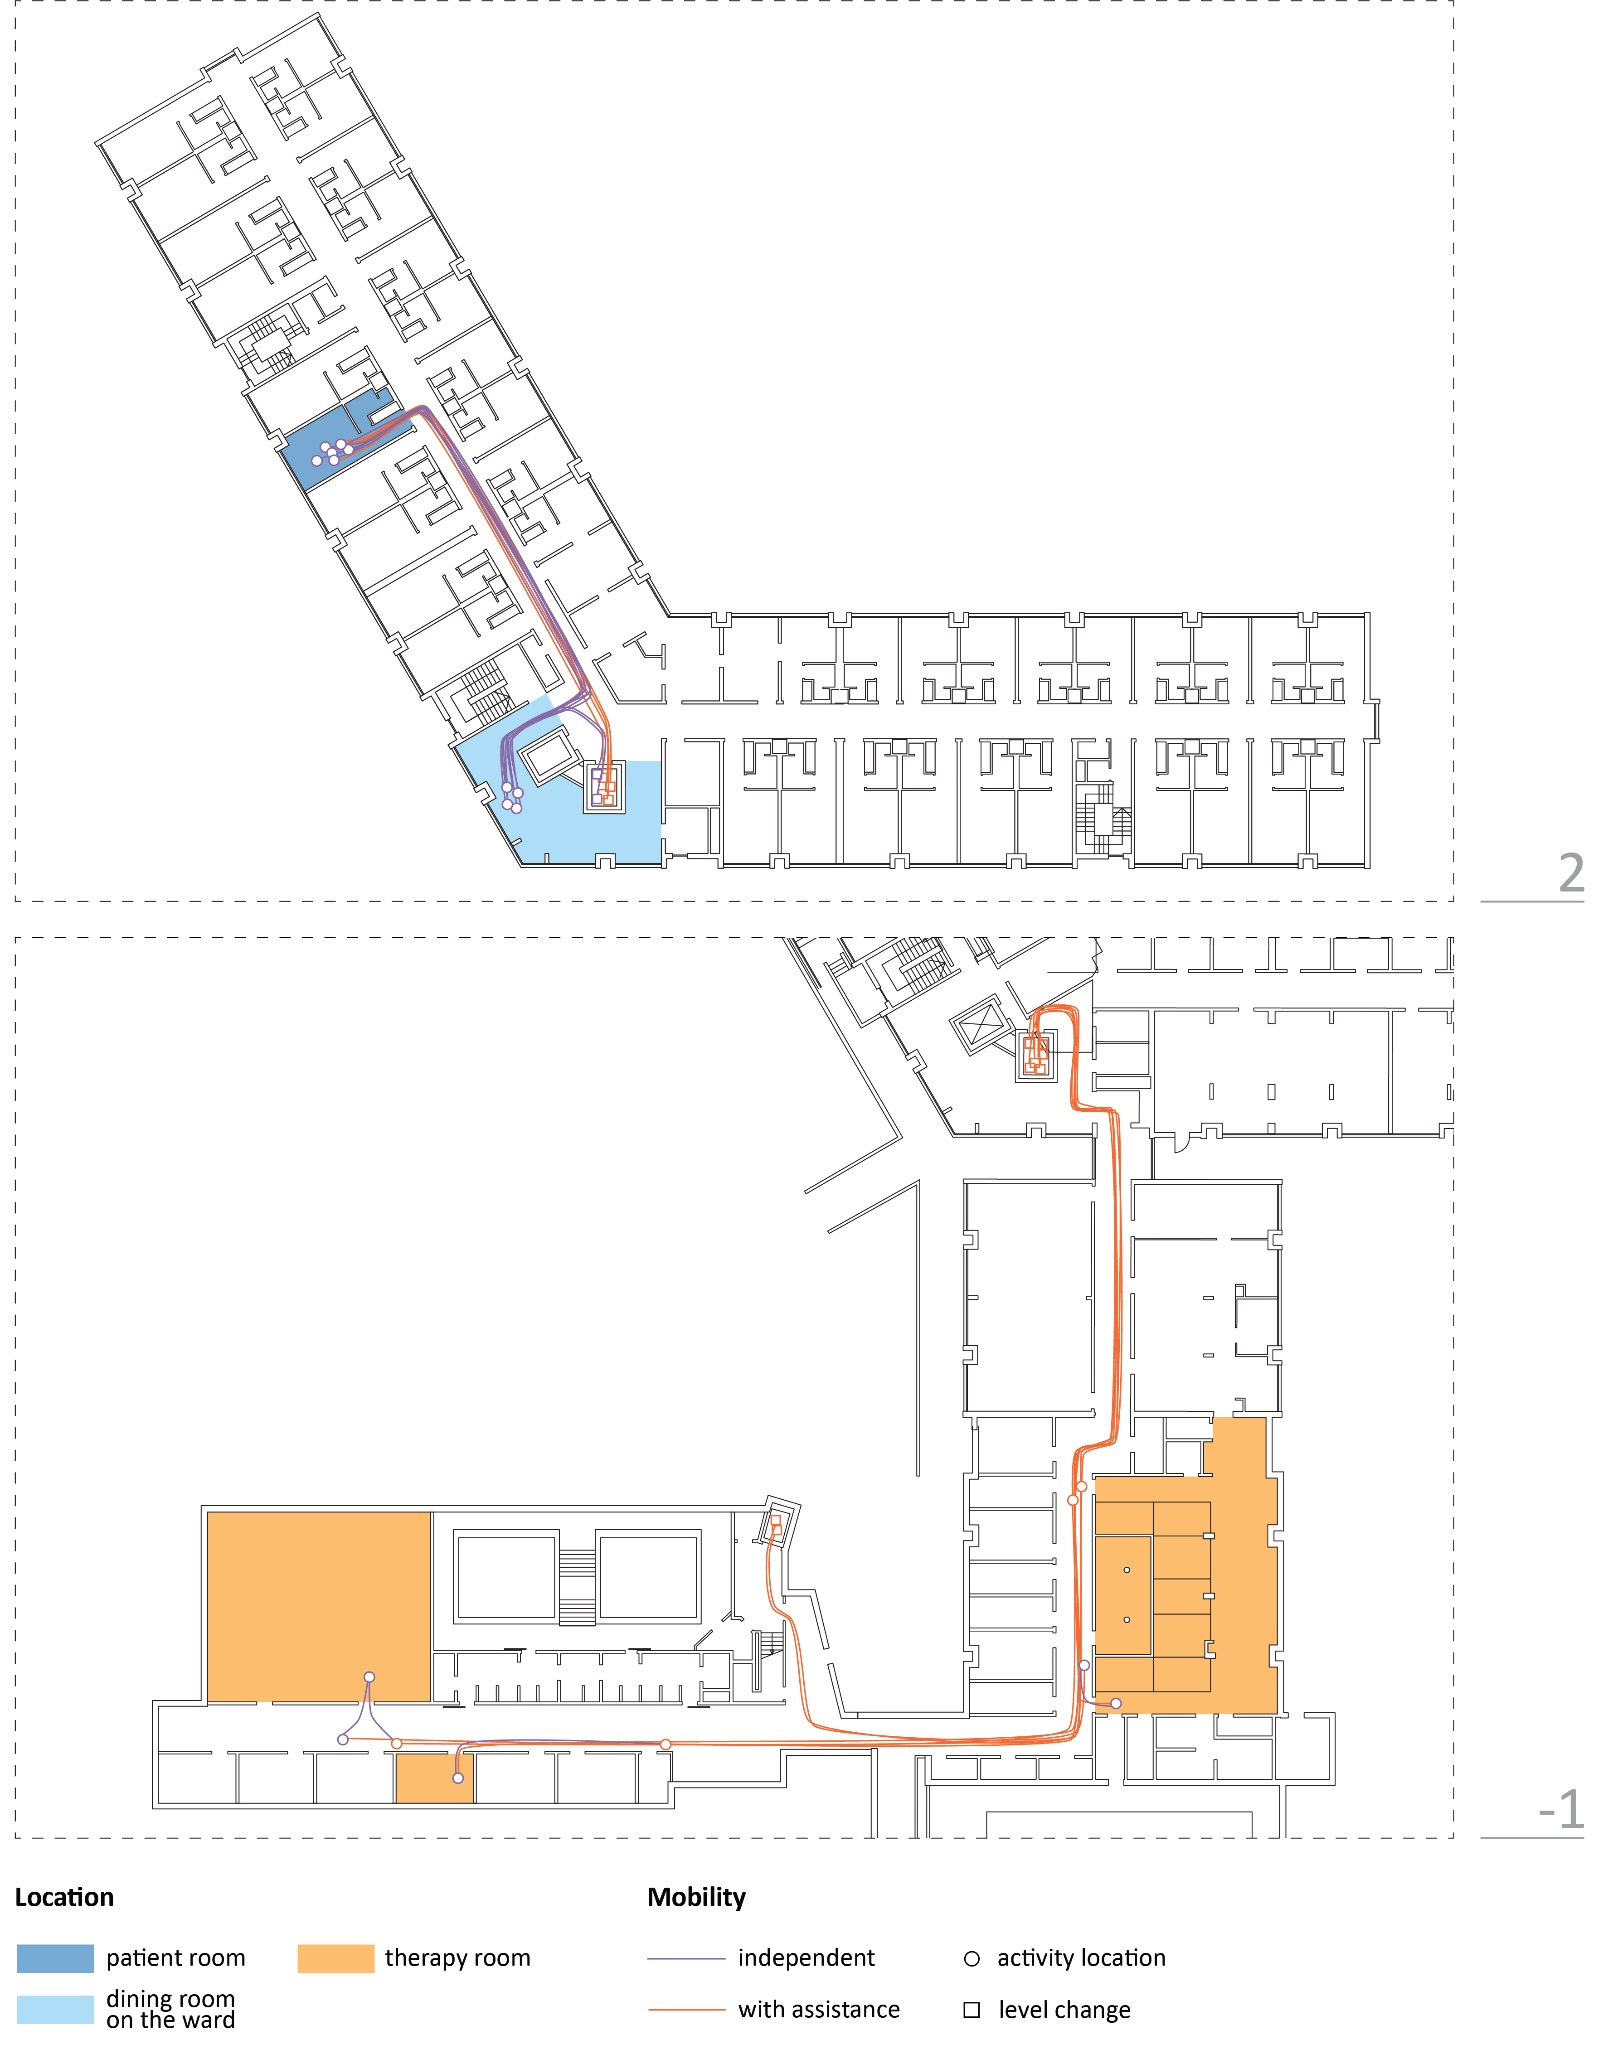 2
-1
Location
Mobility
patient room
therapy room
independent
activity location
dining room
on the ward
with assistance
level change